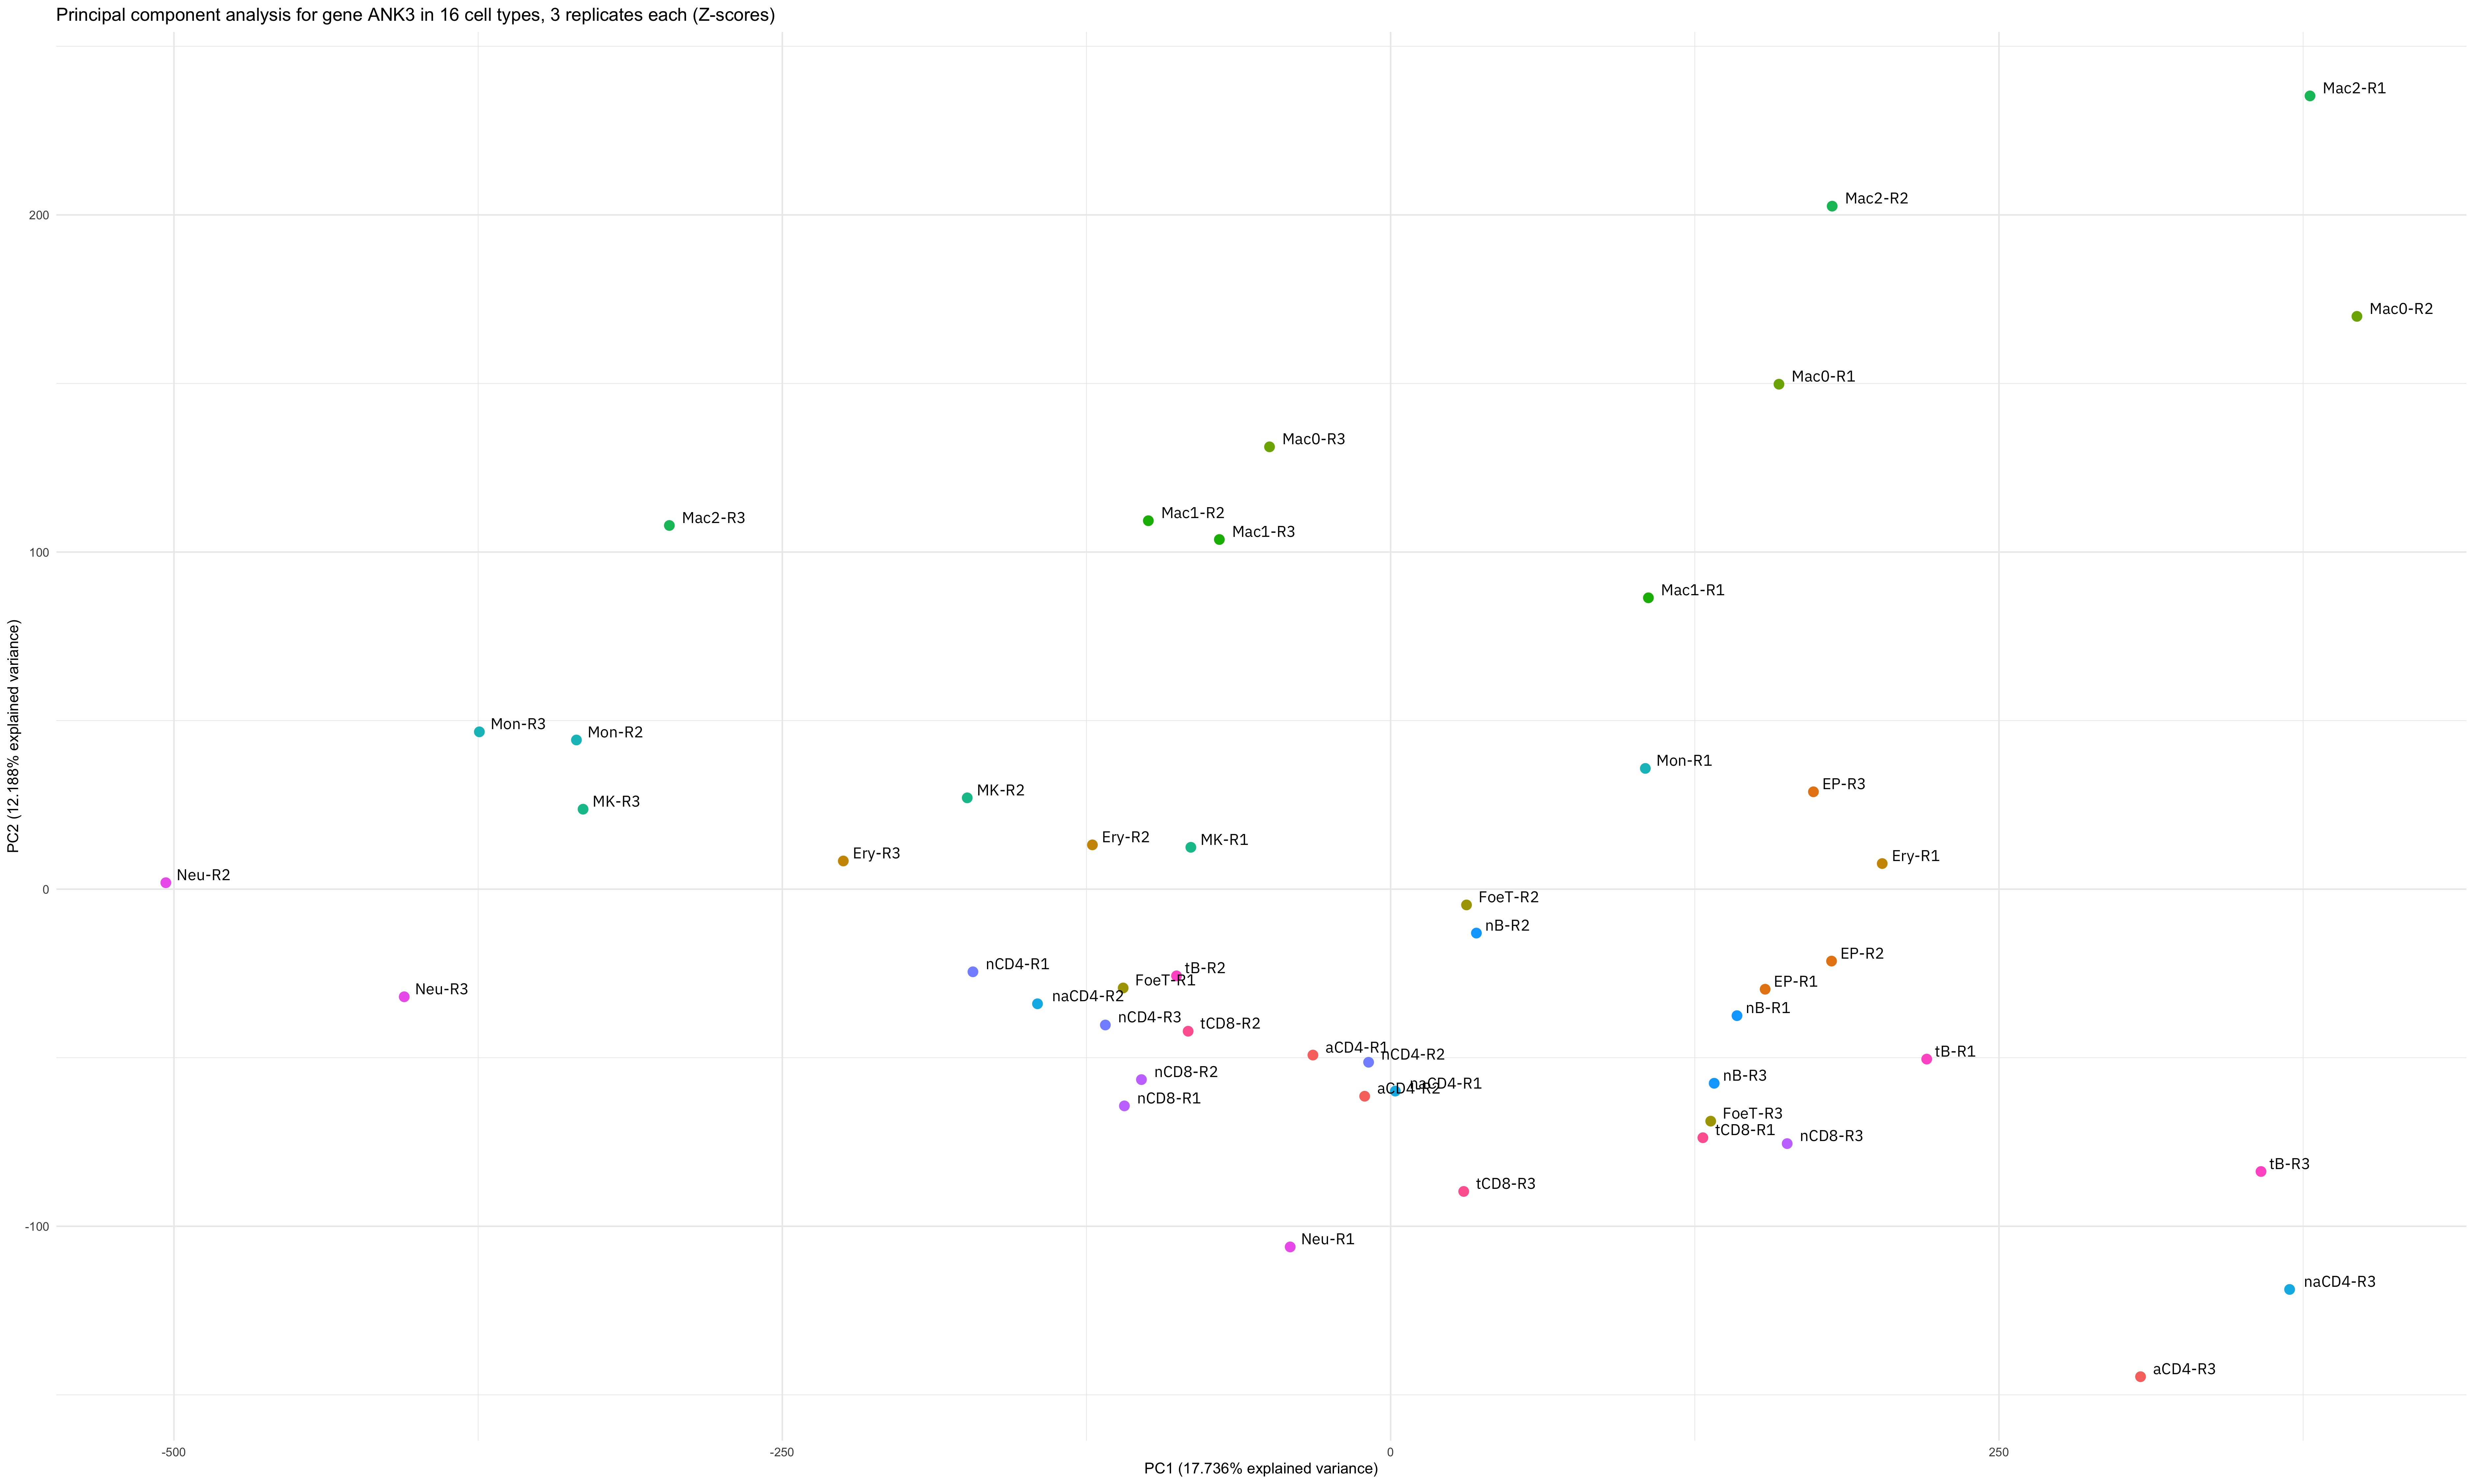 Principal component analysis for gene ANK3 in 16 cell types, 3 replicates each (Z-scores)
Mac2-R1
Mac2-R2
200
Mac0-R2
Mac0-R1
Mac0-R3
Mac2-R3
Mac1-R2
Mac1-R3
100
Mac1-R1
PC2 (12.188% explained variance)
Mon-R3
Mon-R2
Mon-R1
EP-R3
MK-R3
MK-R2
Ery-R2
MK-R1
Ery-R3
Ery-R1
Neu-R2
0
FoeT-R2
nB-R2
EP-R2
nCD4-R1
tB-R2
FoeT-R1
EP-R1
Neu-R3
naCD4-R2
nB-R1
nCD4-R3
tCD8-R2
aCD4-R1
nCD4-R2
tB-R1
nCD8-R2
nB-R3
naCD4-R1
aCD4-R2
nCD8-R1
FoeT-R3
tCD8-R1
nCD8-R3
tB-R3
tCD8-R3
-100
Neu-R1
naCD4-R3
aCD4-R3
-500
-250
0
250
PC1 (17.736% explained variance)